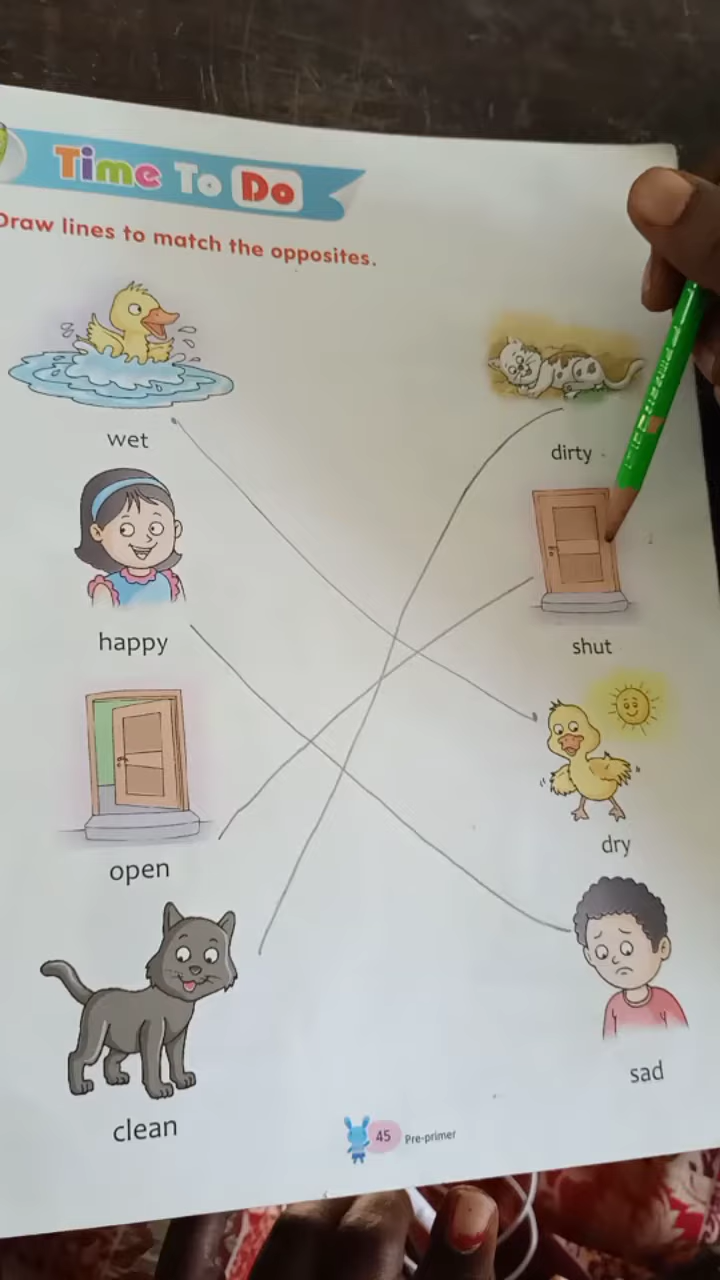 Time To Do
Draw lines to match the opposites.
wet
dirty
happy
shut
open
dry
clean
sad
45 Pre-primer